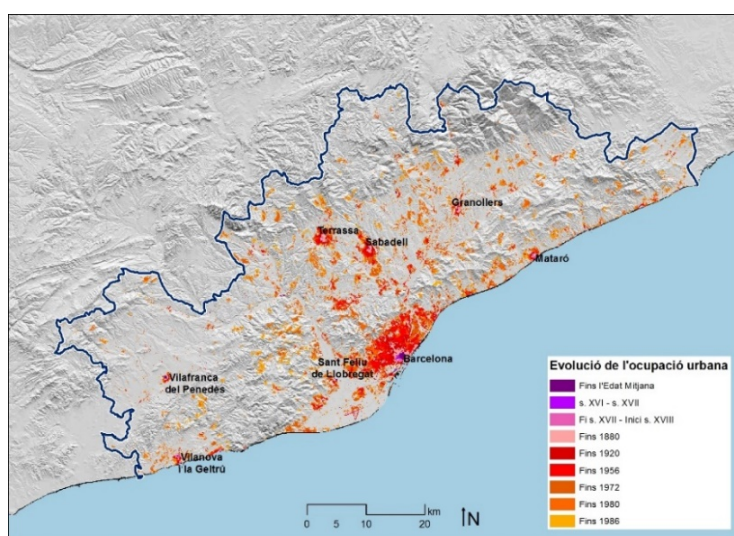 Granollers
Terrassa
Sabadell
Mataró
Sant Feliu
de Llobregat
Barcelona
Vilafranca
del Penedès
Vilanova
i la Geltrú
Evolució de l'ocupació urbana
Fins l'Edat Mitjana
s. XVI - s. XVII
Fi s. XVII - Inici s. XVIII
Fins 1880
Fins 1920
Fins 1956
Fins 1972
Fins 1980
Fins 1986
km
0 5 10 20
N